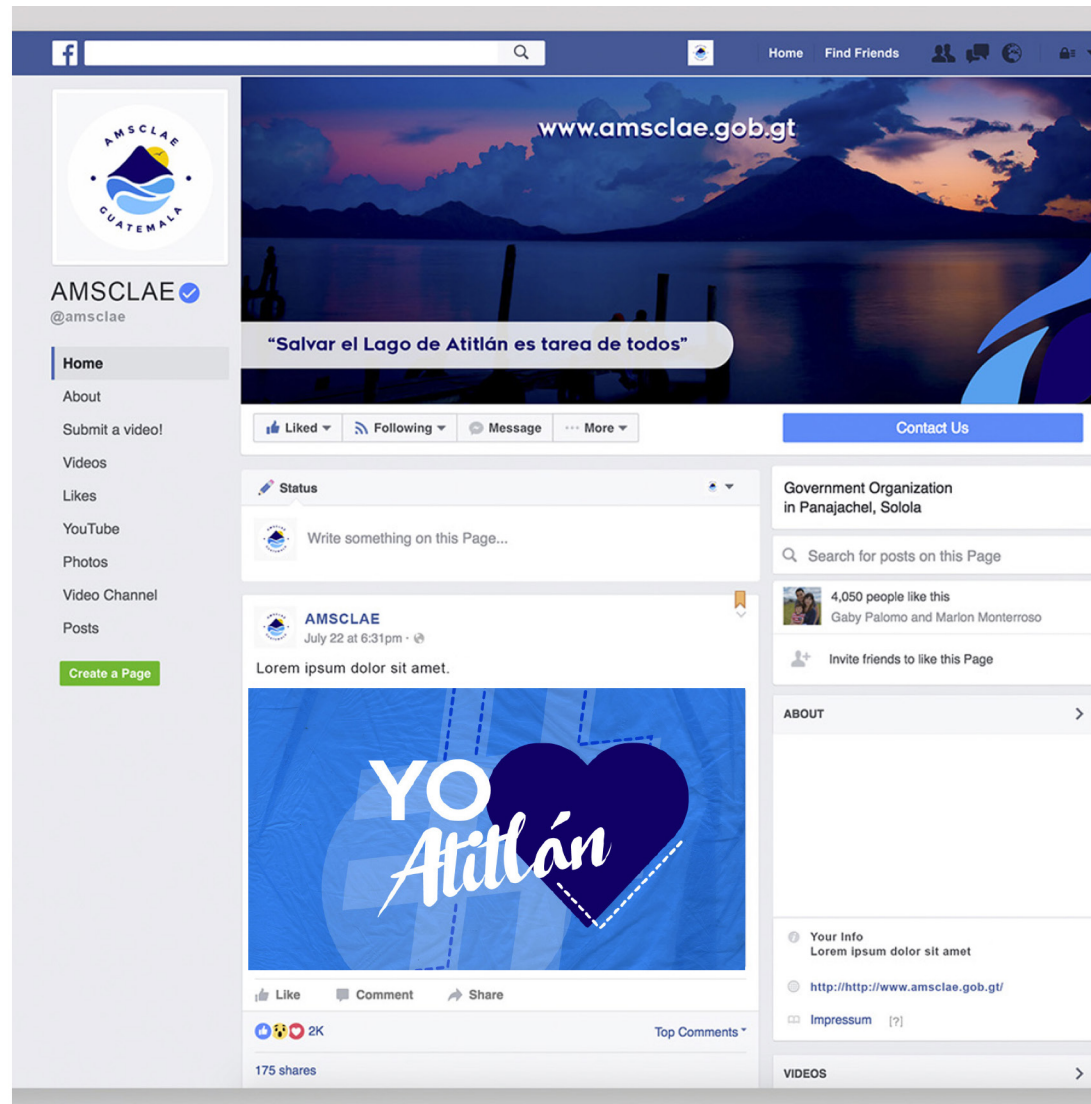 f
Home Find Friends
AMSCLAE
GUATEMALA
www.amsclae.gob.gt
“Salvar el Lago de Atitlán es tarea de todos”
AMSCLAE
@amsclae
Home
About
Submit a video!
Videos
Likes
YouTube
Photos
Video Channel
Posts
Create a Page
Liked Following Message ··· More
Contact Us
Status
Write something on this Page...
AMSCLAE
July 22 at 6:31pm ·
Lorem ipsum dolor sit amet.
YO
Atitlán
Like Comment Share
2K Top Comments
175 shares
Government Organization
in Panajachel, Solola
Search for posts on this Page
4,050 people like this
Gaby Palomo and Marlon Monterroso
Invite friends to like this Page
ABOUT
Your Info
Lorem ipsum dolor sit amet
http://http://www.amsclae.gob.gt/
Impressum [?]
VIDEOS